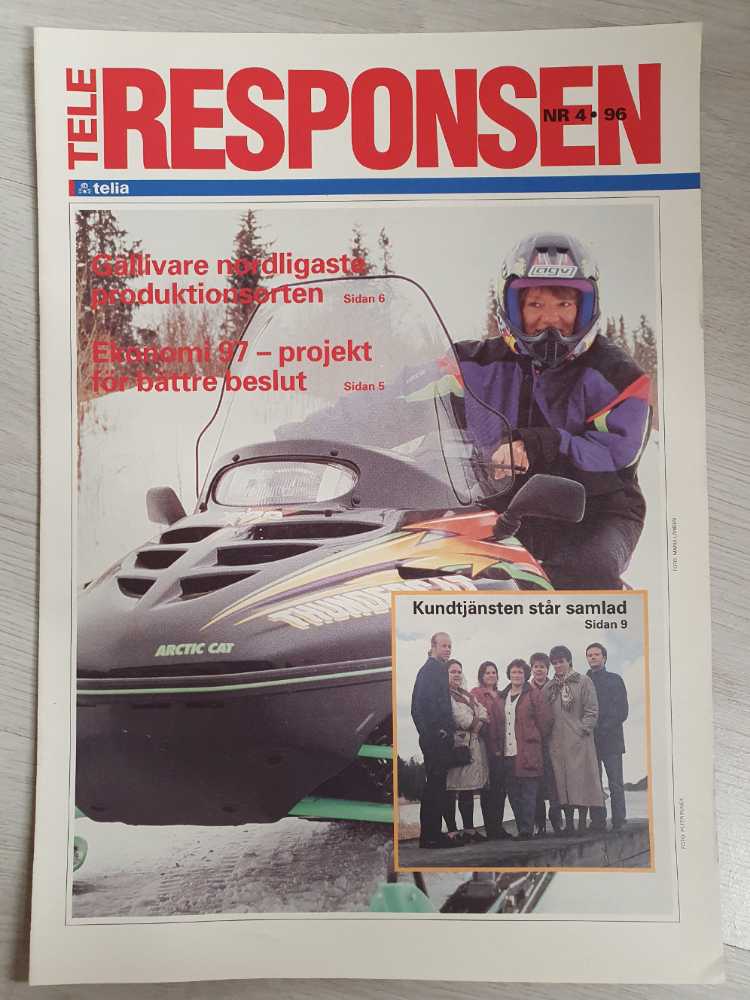 TELE
RESPONSEN
NR 4 • 96
telia
Gällivare nordligaste
produktionsorten Sidan 6
Ekonomi 97 – projekt
för bättre beslut Sidan 5
agv
ARCTIC CAT
Kundtjänsten står samlad
Sidan 9